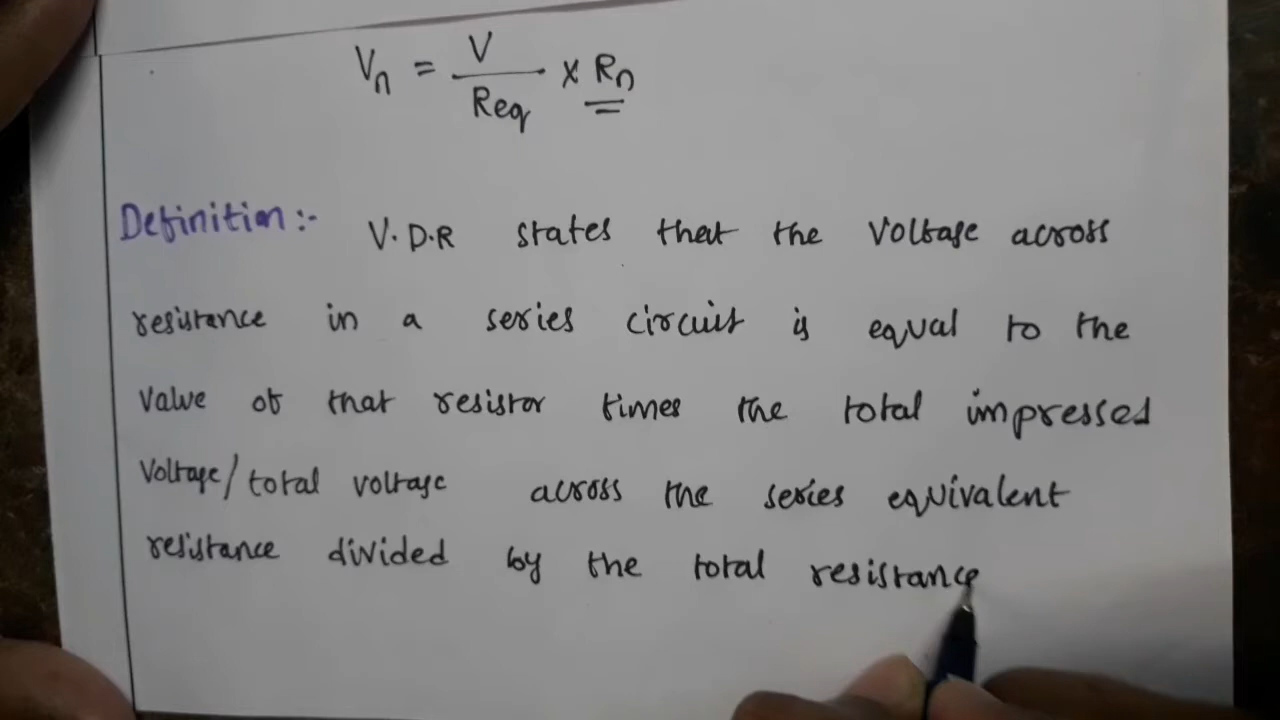 Vn = V / Req × Rn
Definition :- V.D.R states that the voltage across
resistance in a series circuit is equal to the
value of that resistor times the total impressed
voltage/total voltage across the series equivalent
resistance divided by the total resistance